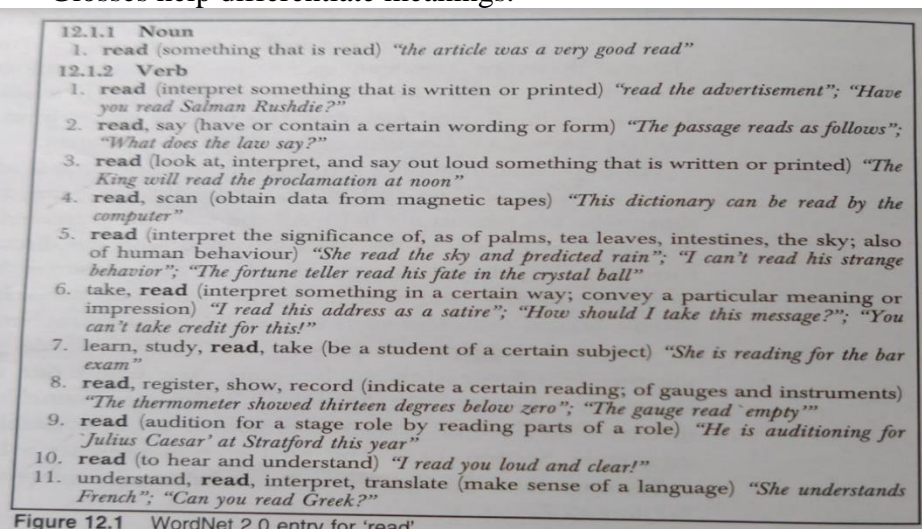 Glosses help differentiate meanings.
12.1.1 Noun
1. read (something that is read) “the article was a very good read”
12.1.2 Verb
1. read (interpret something that is written or printed) “read the advertisement”; “Have
you read Salman Rushdie?”
2. read, say (have or contain a certain wording or form) “The passage reads as follows”;
“What does the law say?”
3. read (look at, interpret, and say out loud something that is written or printed) “The
King will read the proclamation at noon”
4. read, scan (obtain data from magnetic tapes) “This dictionary can be read by the
computer”
5. read (interpret the significance of, as of palms, tea leaves, intestines, the sky; also
of human behaviour) “She read the sky and predicted rain”; “I can’t read his strange
behavior”; “The fortune teller read his fate in the crystal ball”
6. take, read (interpret something in a certain way; convey a particular meaning or
impression) “I read this address as a satire”; “How should I take this message?”; “You
can’t take credit for this!”
7. learn, study, read, take (be a student of a certain subject) “She is reading for the bar
exam”
8. read, register, show, record (indicate a certain reading; of gauges and instruments)
“The thermometer showed thirteen degrees below zero”; “The gauge read `empty’”
9. read (audition for a stage role by reading parts of a role) “He is auditioning for
`Julius Caesar’ at Stratford this year”
10. read (to hear and understand) “I read you loud and clear!”
11. understand, read, interpret, translate (make sense of a language) “She understands
French”; “Can you read Greek?”
Figure 12.1 WordNet 2.0 entry for ‘read’